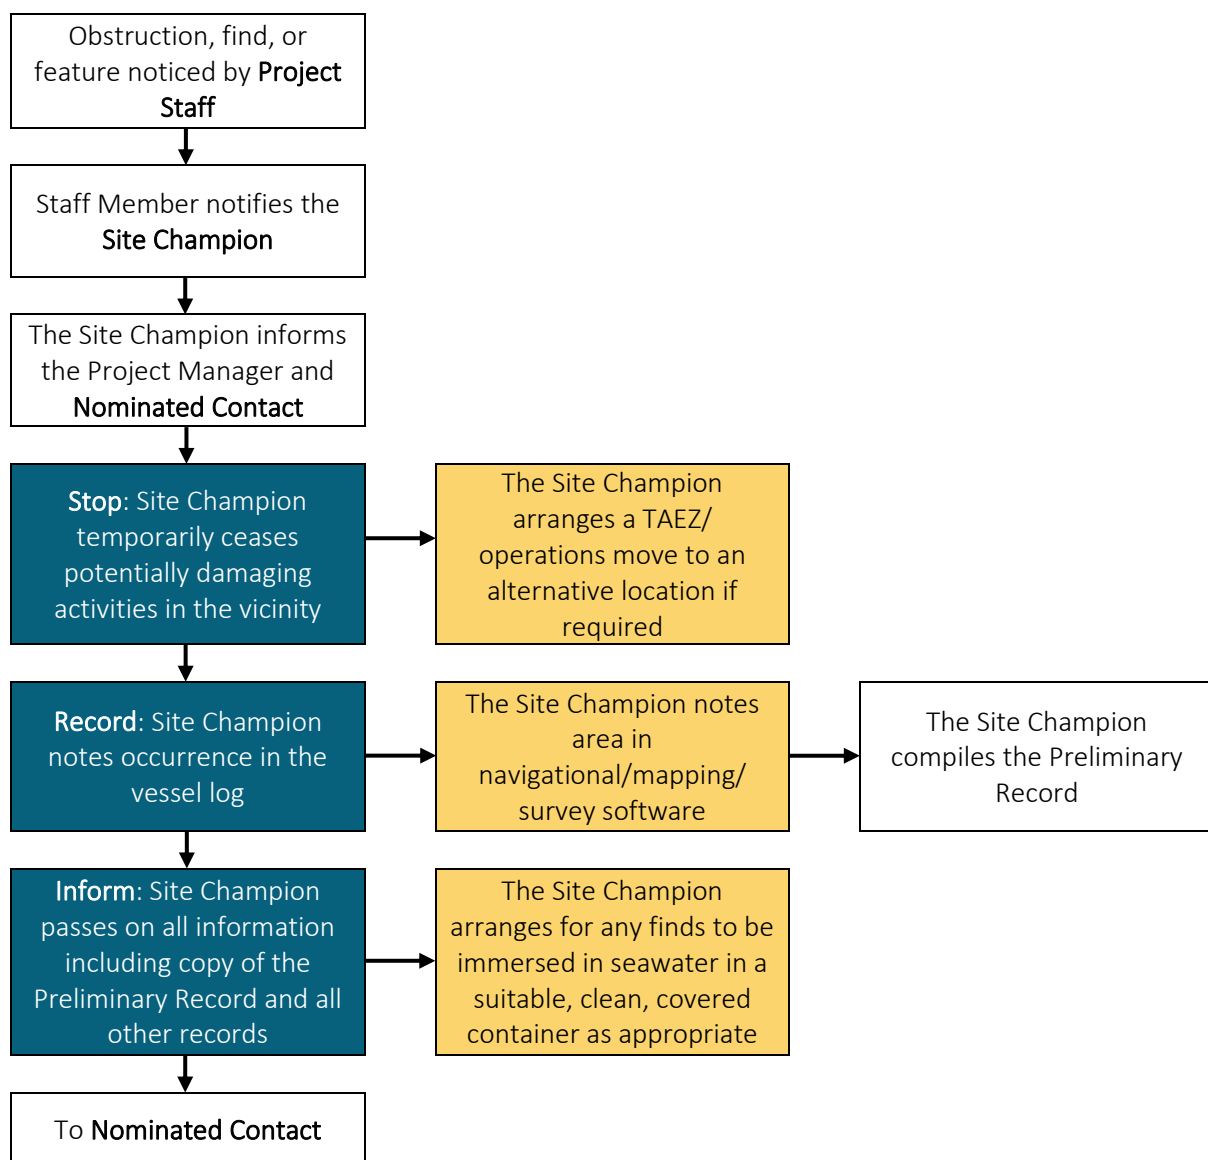 Obstruction, find, or
feature noticed by Project
Staff
Staff Member notifies the
Site Champion
The Site Champion informs
the Project Manager and
Nominated Contact
Stop: Site Champion
temporarily ceases
potentially damaging
activities in the vicinity
The Site Champion
arranges a TAEZ/
operations move to an
alternative location if
required
Record: Site Champion
notes occurrence in the
vessel log
The Site Champion notes
area in
navigational/mapping/
survey software
The Site Champion
compiles the Preliminary
Record
Inform: Site Champion
passes on all information
including copy of the
Preliminary Record and all
other records
The Site Champion
arranges for any finds to be
immersed in seawater in a
suitable, clean, covered
container as appropriate
To Nominated Contact